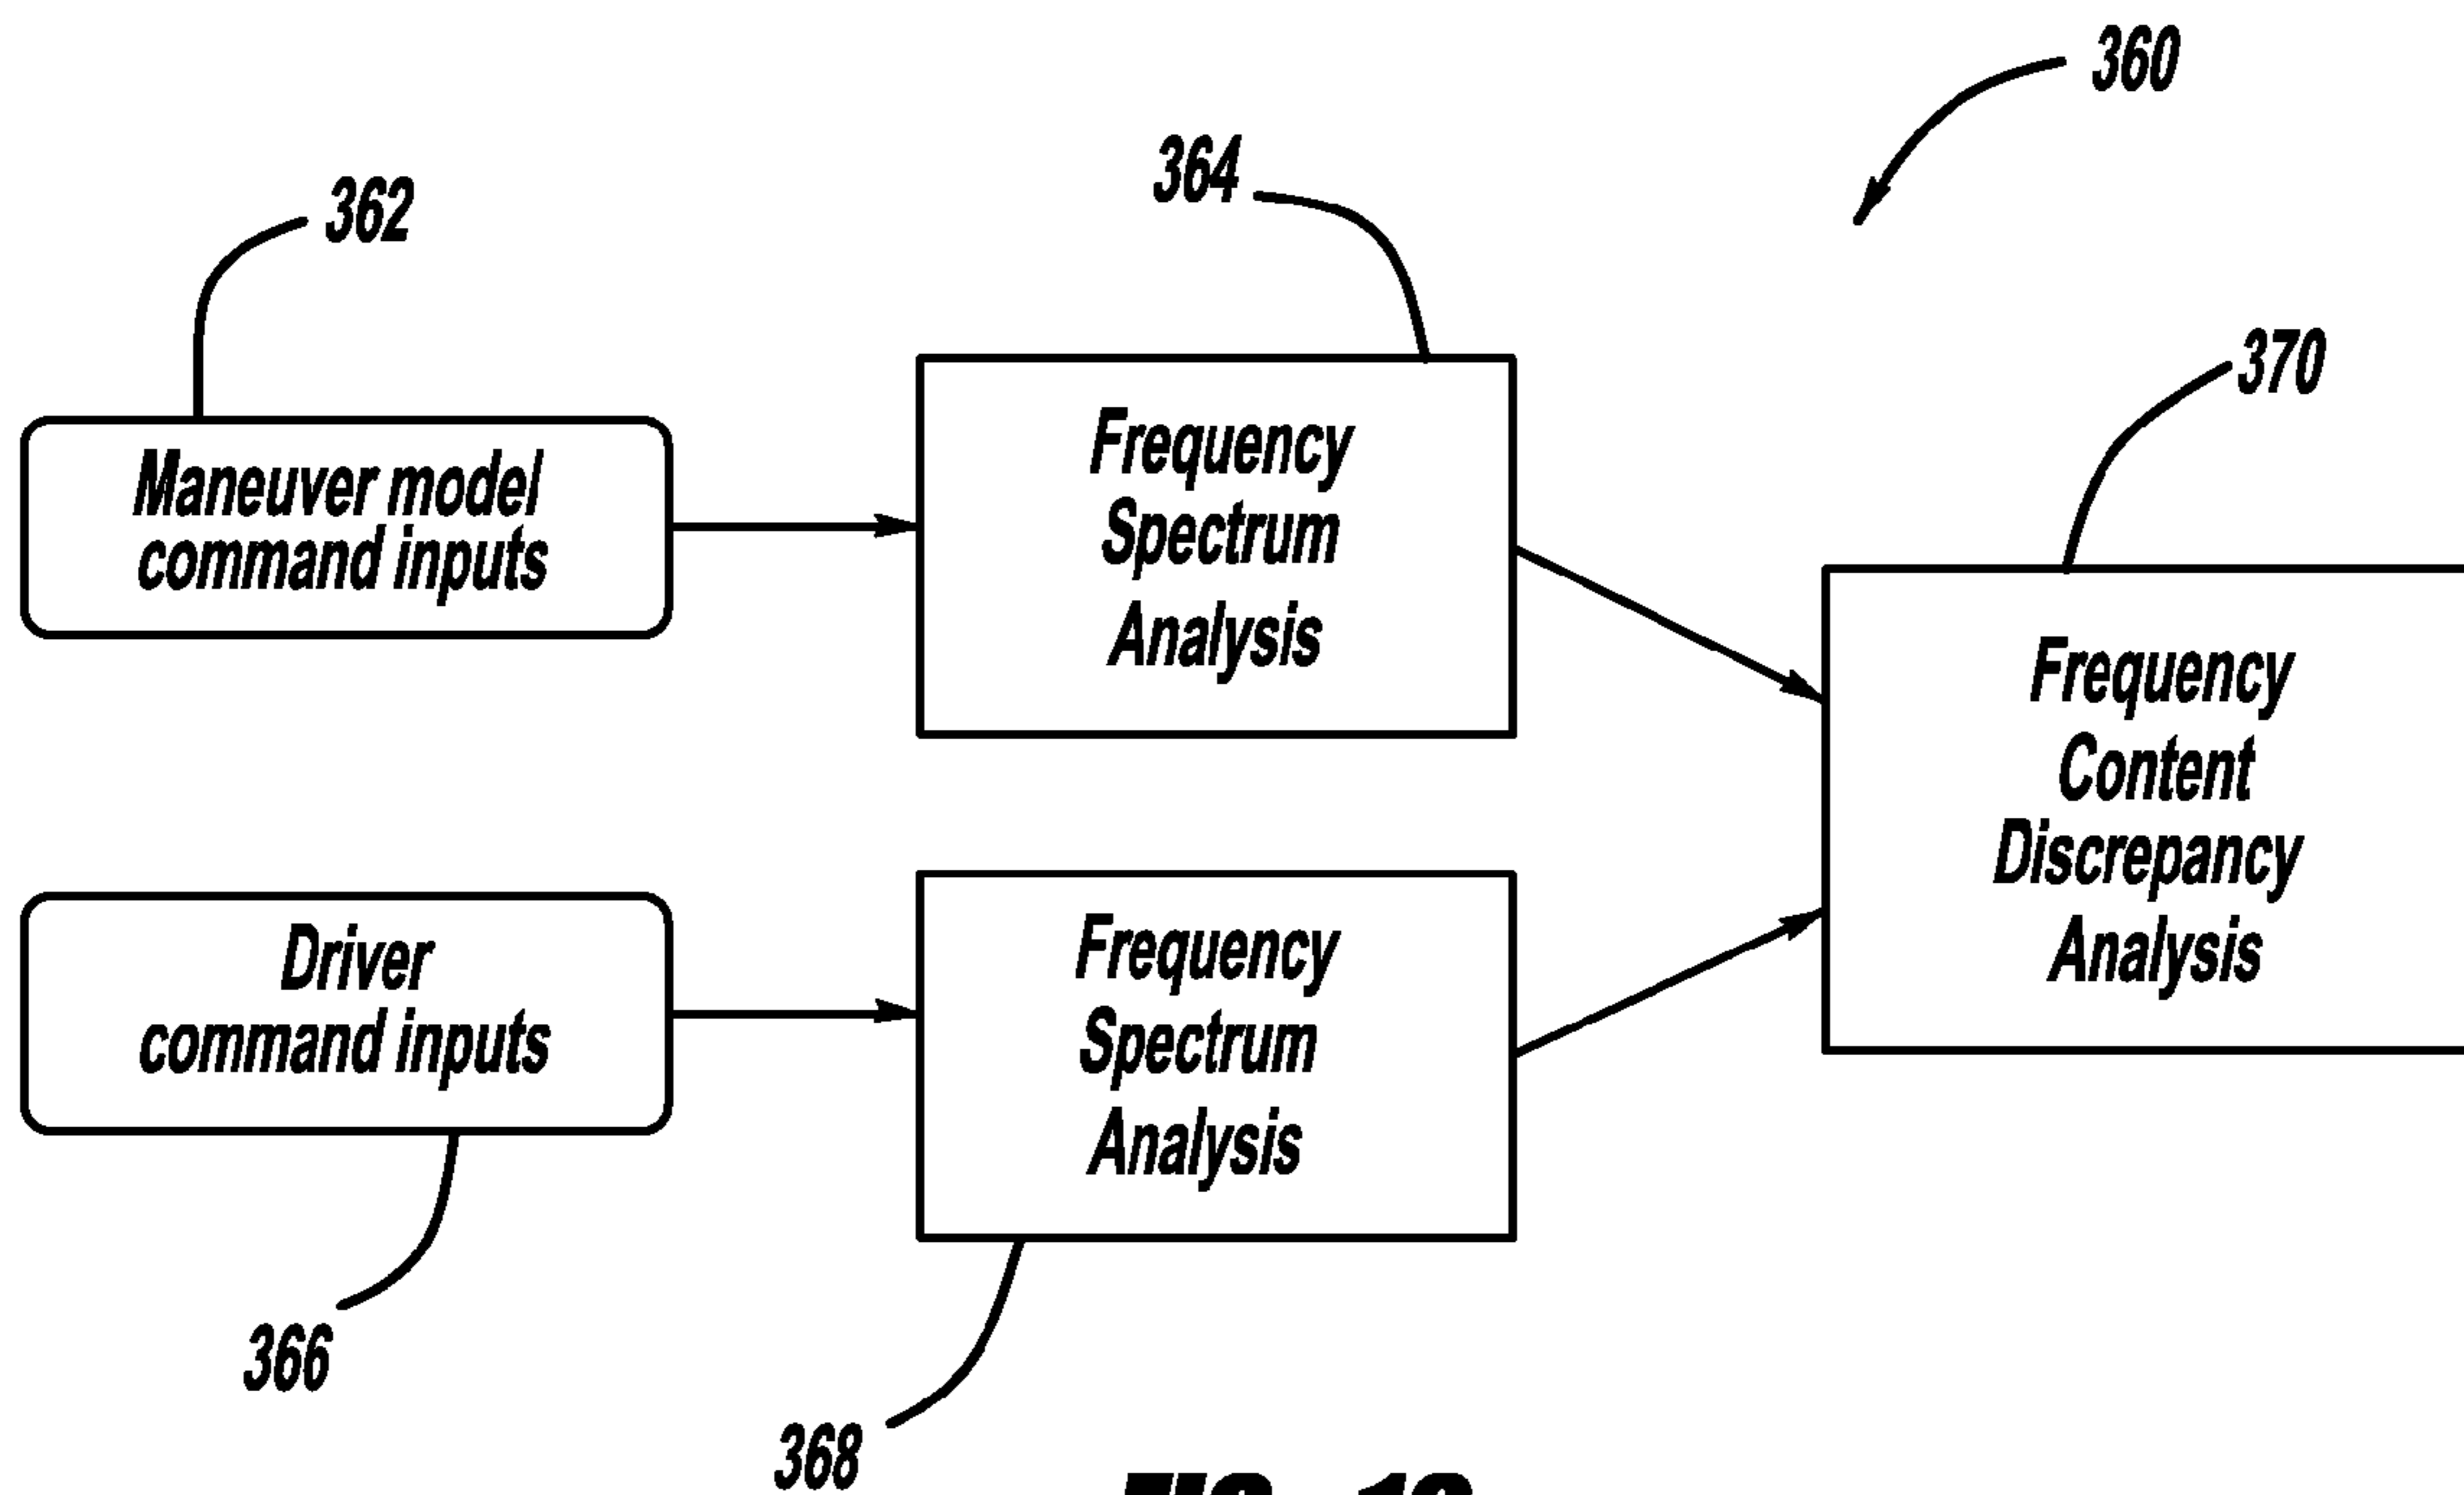 360
364
362
370
Maneuver model
command inputs
Frequency
Spectrum
Analysis
Frequency
Content
Discrepancy
Analysis
Driver
command inputs
Frequency
Spectrum
Analysis
366
368